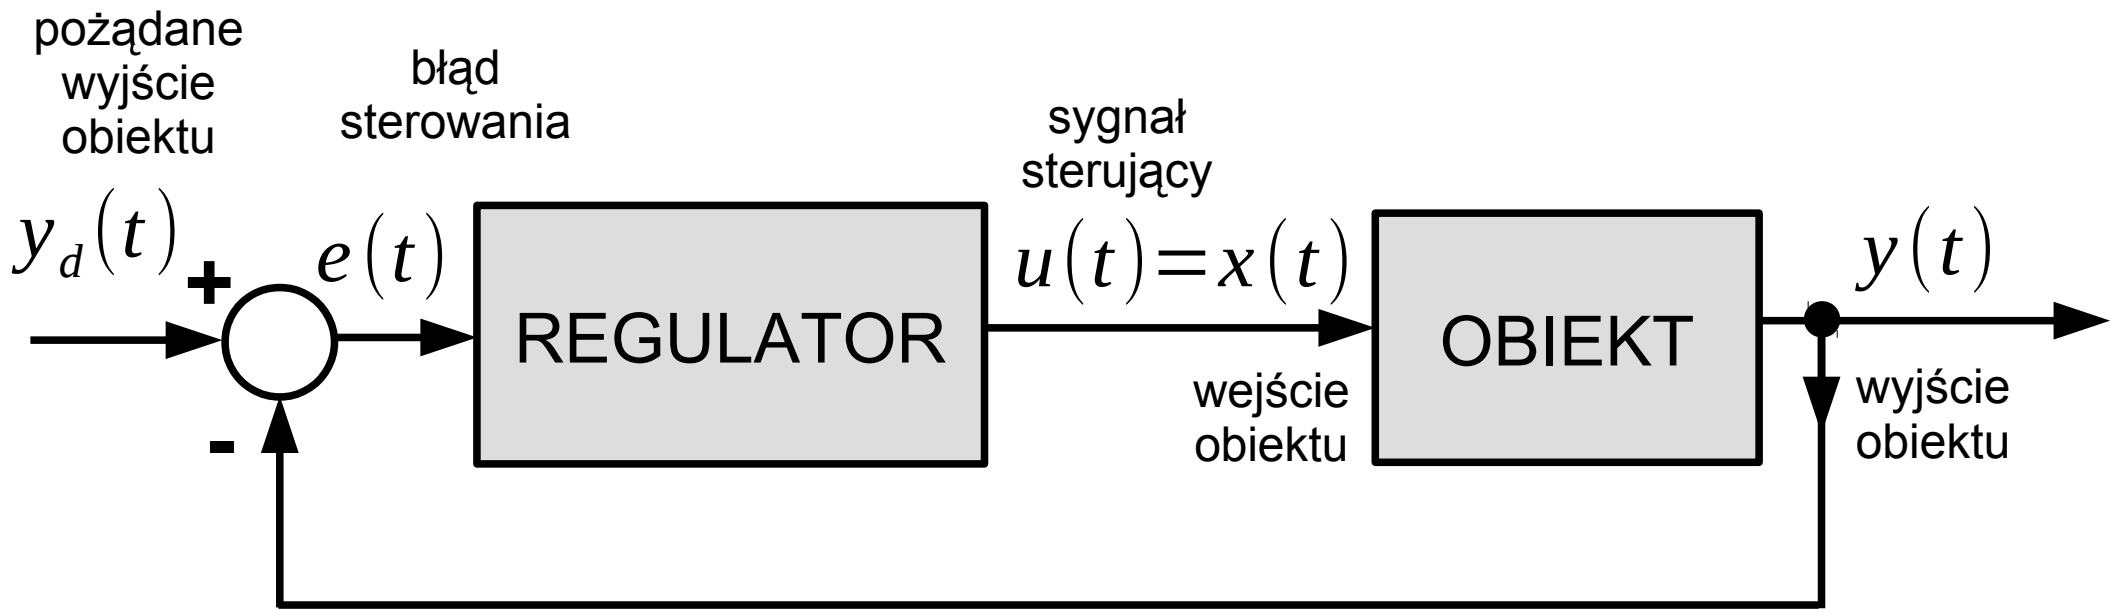 pożądane
wyjście
obiektu
błąd
sterowania
sygnał
sterujący
y_d(t)
+
e(t)
REGULATOR
u(t)=x(t)
OBIEKT
y(t)
-
wejście
obiektu
wyjście
obiektu